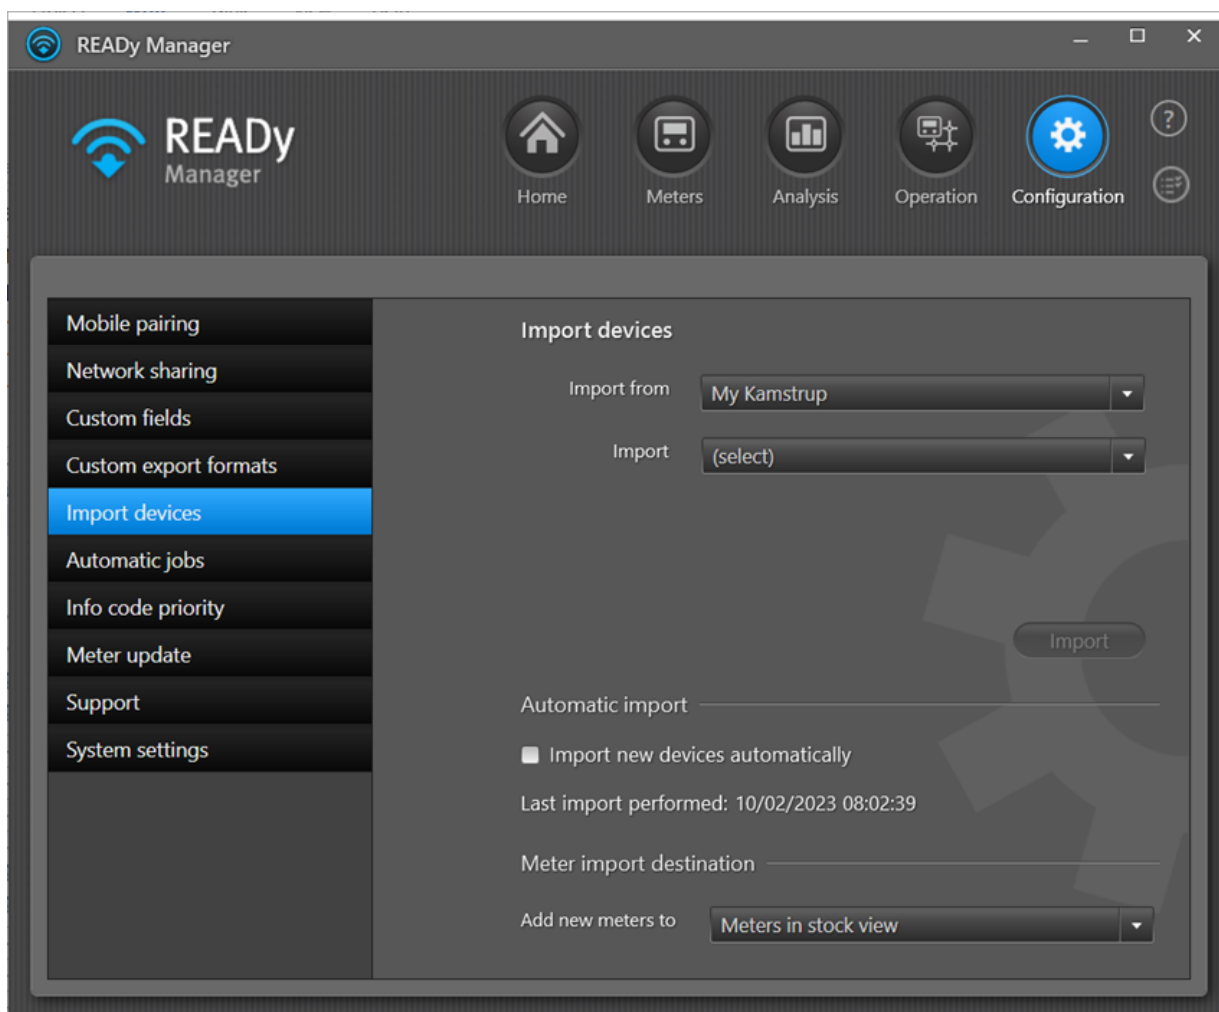 READy Manager
READy
Manager
Home
Meters
Analysis
Operation
Configuration
?
Mobile pairing
Network sharing
Custom fields
Custom export formats
Import devices
Automatic jobs
Info code priority
Meter update
Support
System settings
Import devices
Import from My Kamstrup
Import (select)
Import
Automatic import
Import new devices automatically
Last import performed: 10/02/2023 08:02:39
Meter import destination
Add new meters to Meters in stock view